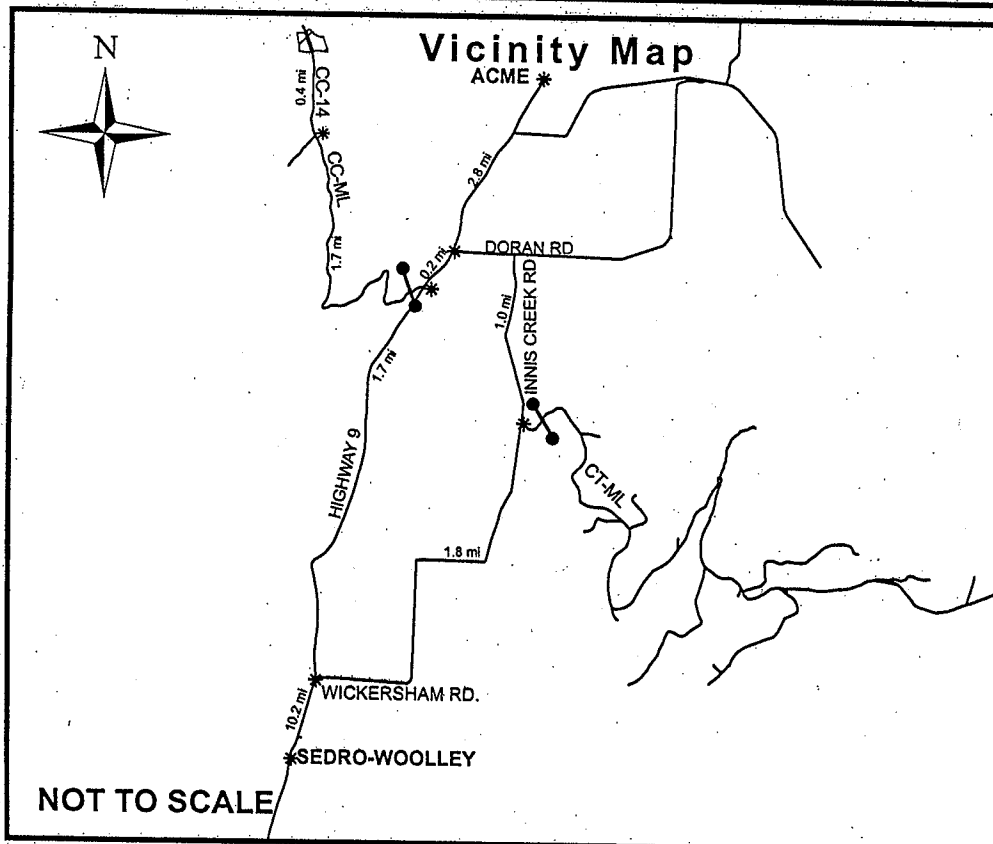 N
Vicinity Map
ACME
0.4 mi
CC-14
CC-ML
1.7 mi
2.8 mi
0.2 mi
DORAN RD
1.0 mi
INNIS CREEK RD
1.7 mi
HIGHWAY 9
CT-ML
1.8 mi
WICKERSHAM RD.
10.2 mi
SEDRO-WOOLLEY
NOT TO SCALE